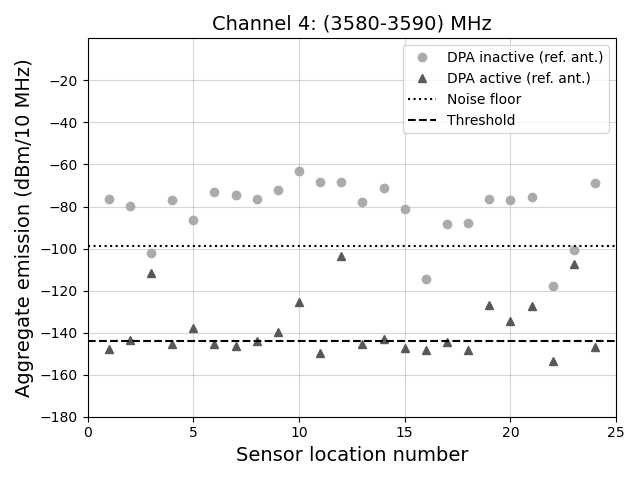 Channel 4: (3580-3590) MHz
DPA inactive (ref. ant.)
DPA active (ref. ant.)
Noise floor
Threshold
Aggregate emission (dBm/10 MHz)
−20
−40
−60
−80
−100
−120
−140
−160
−180
0 5 10 15 20 25
Sensor location number